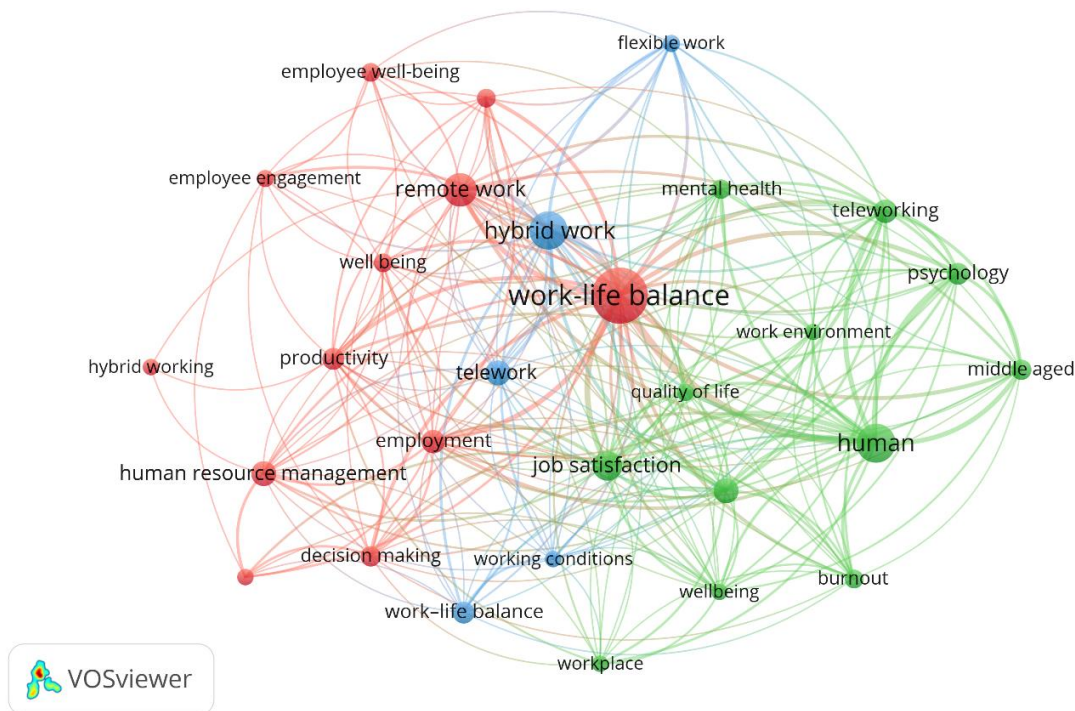 flexible work
employee well-being
employee engagement
remote work
mental health
teleworking
hybrid work
well being
psychology
work-life balance
work environment
hybrid working
productivity
telework
quality of life
middle aged
employment
human
human resource management
job satisfaction
decision making
working conditions
burnout
wellbeing
work–life balance
workplace
VOSviewer